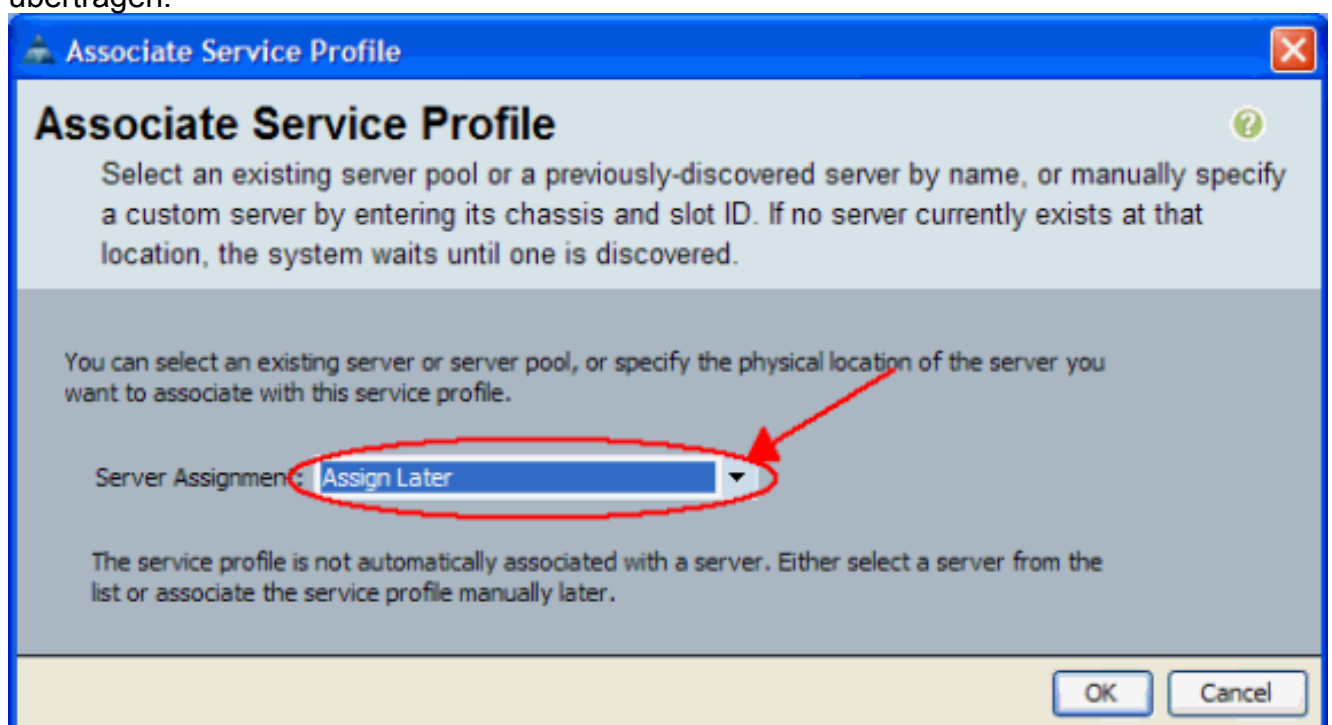 übertragen.
Associate Service Profile
Associate Service Profile
Select an existing server pool or a previously-discovered server by name, or manually specify
a custom server by entering its chassis and slot ID. If no server currently exists at that
location, the system waits until one is discovered.
You can select an existing server or server pool, or specify the physical location of the server you
want to associate with this service profile.
Server Assignment: Assign Later
The service profile is not automatically associated with a server. Either select a server from the
list or associate the service profile manually later.
OK Cancel